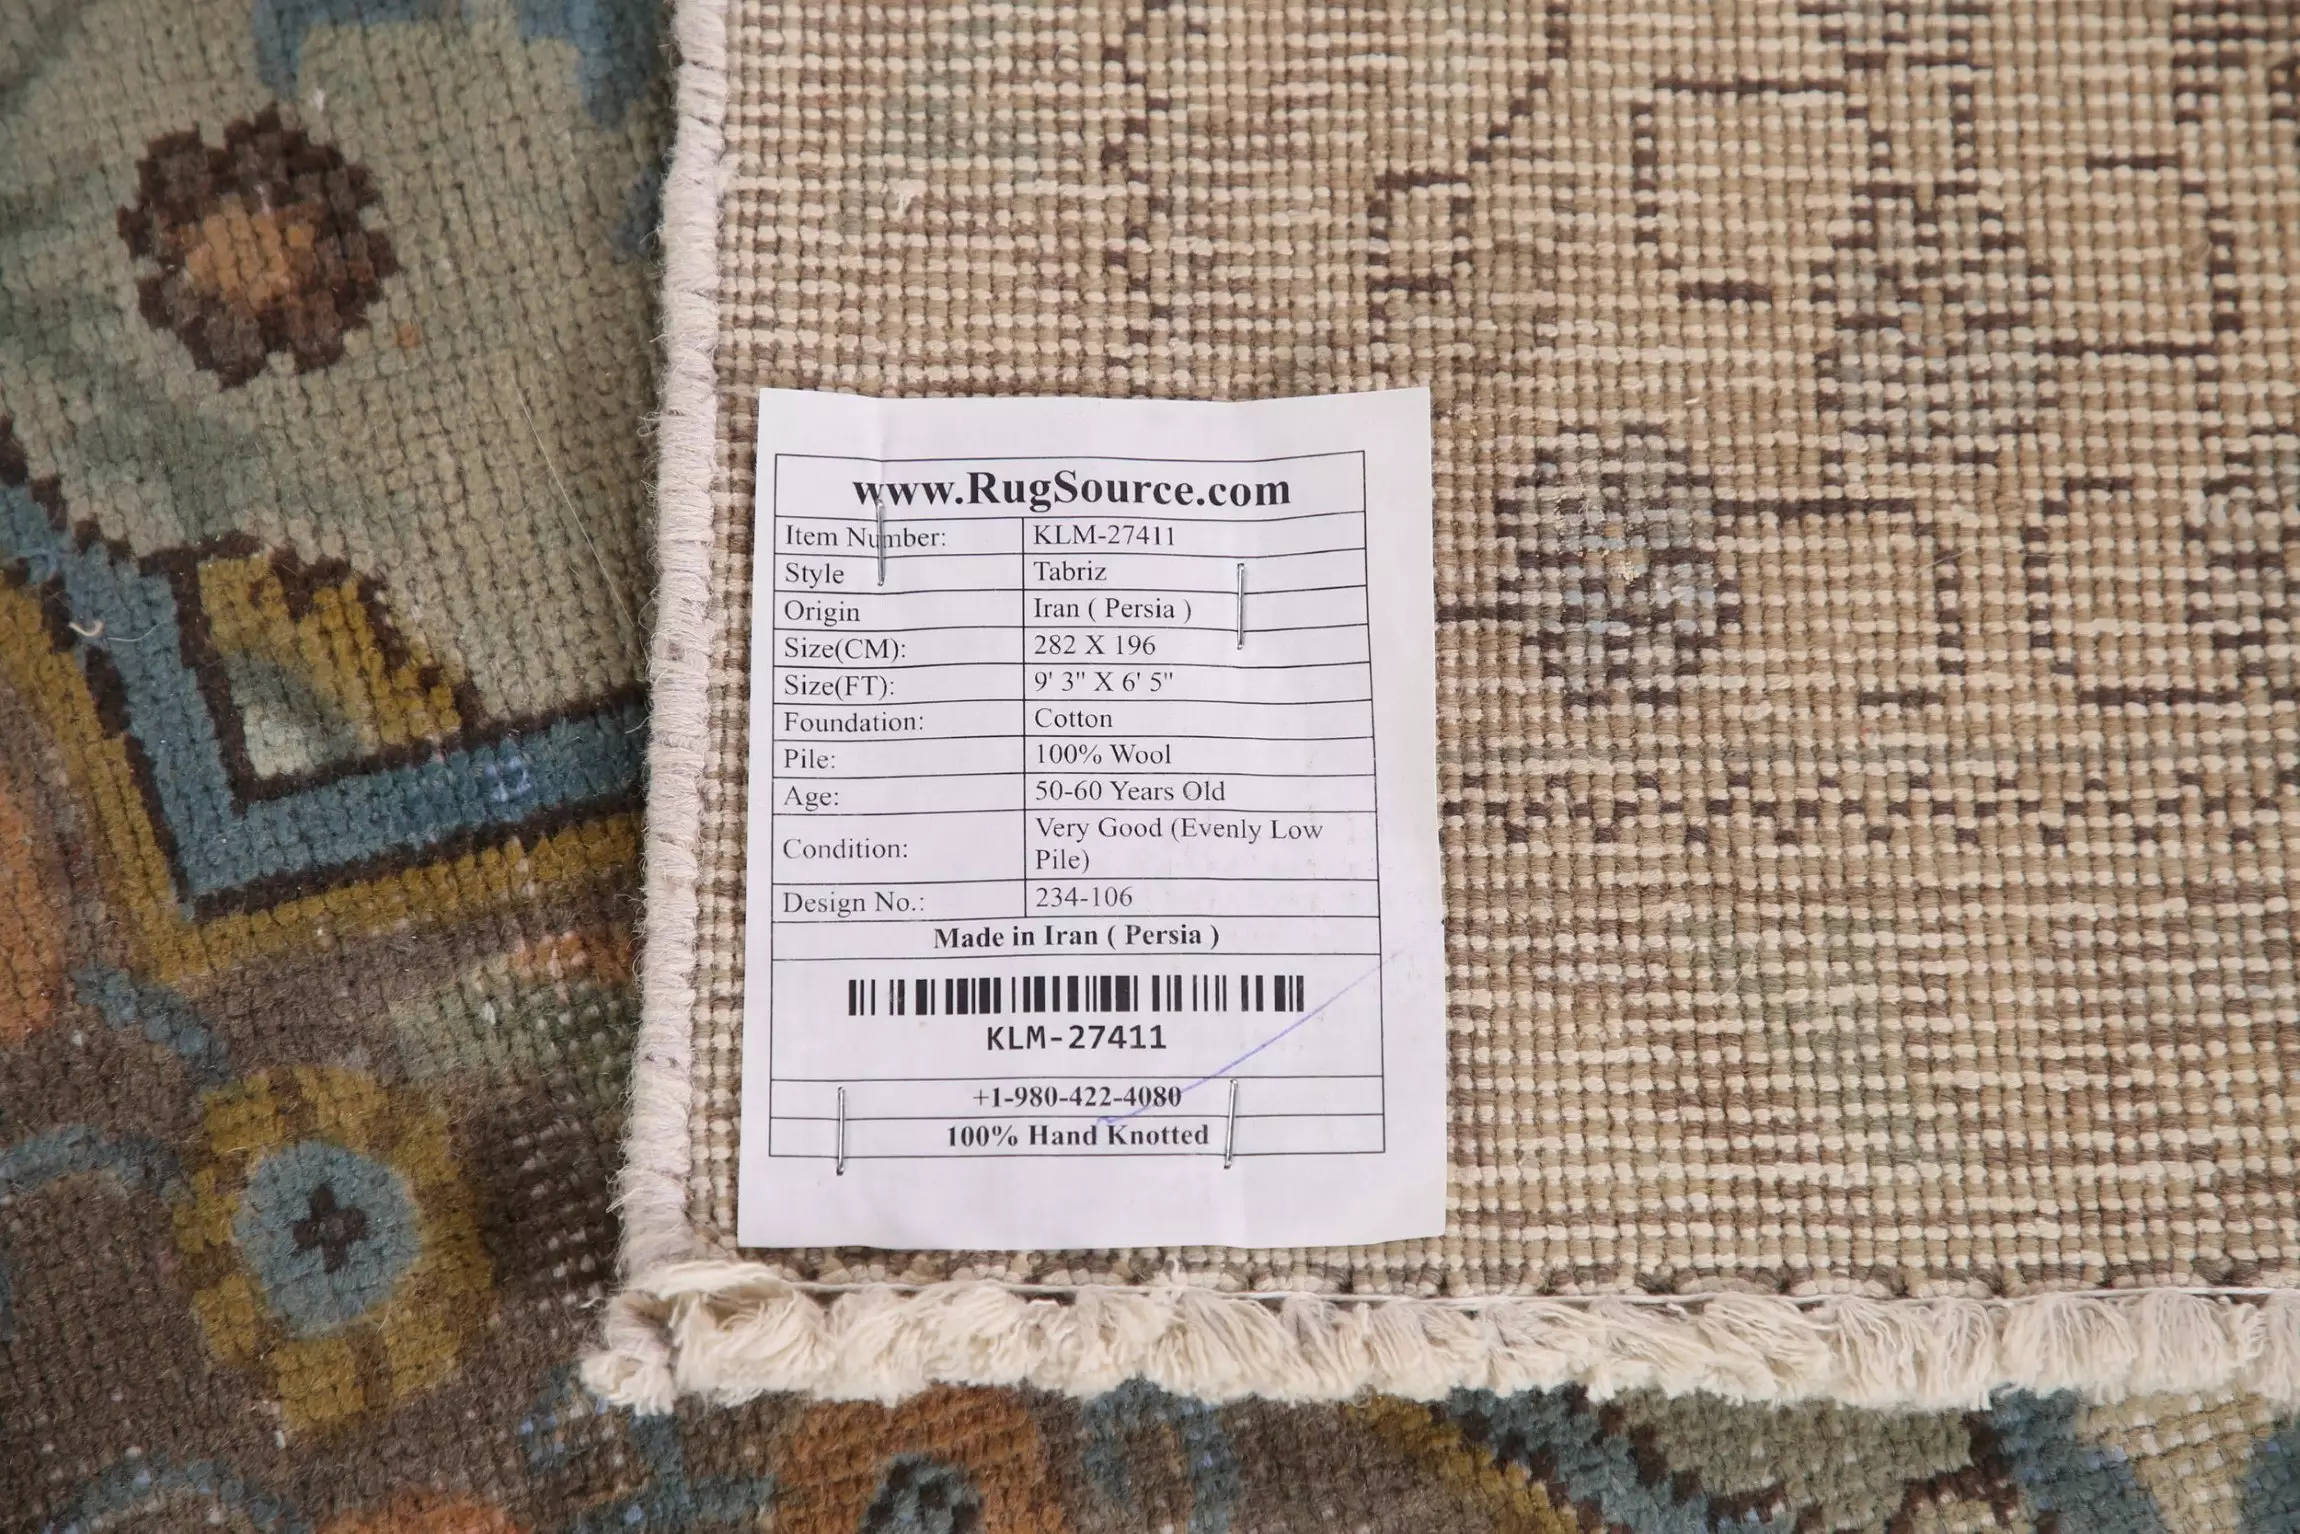 www.RugSource.com
Item Number: KLM-27411
Style Tabriz
Origin Iran ( Persia )
Size(CM): 282 X 196
Size(FT): 9' 3" X 6' 5"
Foundation: Cotton
Pile: 100% Wool
Age: 50-60 Years Old
Condition: Very Good (Evenly Low
Pile)
Design No.: 234-106
Made in Iran ( Persia )
KLM-27411
+1-980-422-4080
100% Hand Knotted